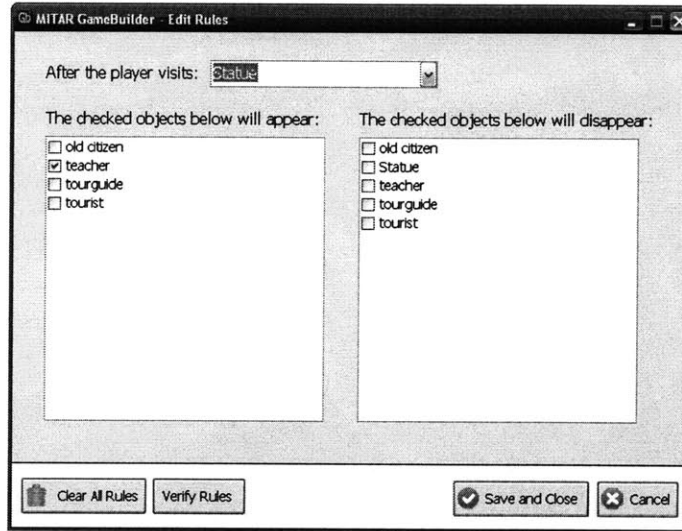 MITAR GameBuilder - Edit Rules
After the player visits: Statue
The checked objects below will appear:
old citizen
teacher
tourguide
tourist
The checked objects below will disappear:
old citizen
Statue
teacher
tourguide
tourist
Clear All Rules
Verify Rules
Save and Close
Cancel